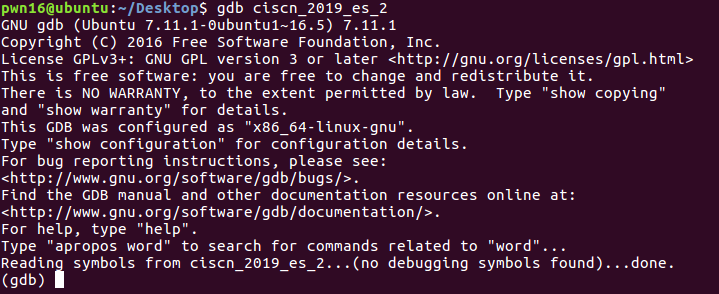 pwn16@ubuntu:~/Desktop$ gdb ciscn_2019_es_2
GNU gdb (Ubuntu 7.11.1-0ubuntu1~16.5) 7.11.1
Copyright (C) 2016 Free Software Foundation, Inc.
License GPLv3+: GNU GPL version 3 or later <http://gnu.org/licenses/gpl.html>
This is free software: you are free to change and redistribute it.
There is NO WARRANTY, to the extent permitted by law.  Type "show copying"
and "show warranty" for details.
This GDB was configured as "x86_64-linux-gnu".
Type "show configuration" for configuration details.
For bug reporting instructions, please see:
<http://www.gnu.org/software/gdb/bugs/>.
Find the GDB manual and other documentation resources online at:
<http://www.gnu.org/software/gdb/documentation/>.
For help, type "help".
Type "apropos word" to search for commands related to "word"...
Reading symbols from ciscn_2019_es_2...(no debugging symbols found)...done.
(gdb)